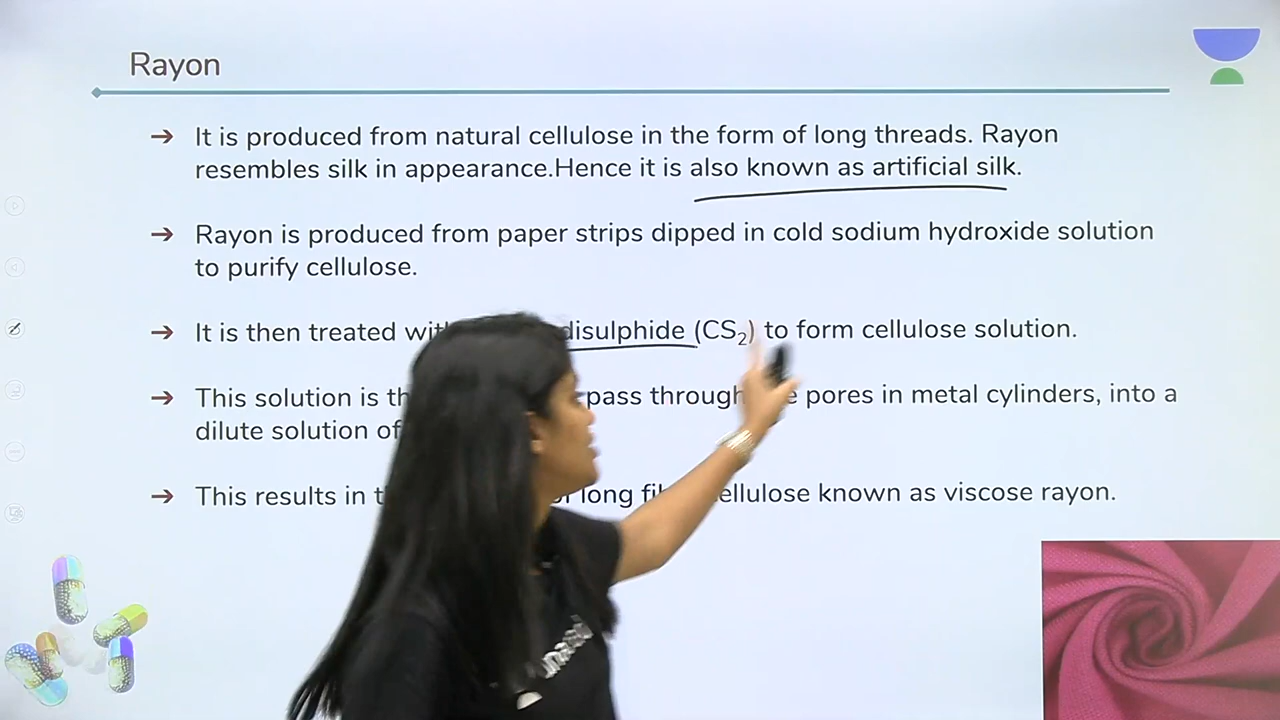 Rayon
➔ It is produced from natural cellulose in the form of long threads. Rayon
resembles silk in appearance.Hence it is also known as artificial silk.
➔ Rayon is produced from paper strips dipped in cold sodium hydroxide solution
to purify cellulose.
➔ It is then treated with disulphide (CS₂) to form cellulose solution.
➔ This solution is pass through pores in metal cylinders, into a
dilute solution of
➔ This results in long cellulose known as viscose rayon.